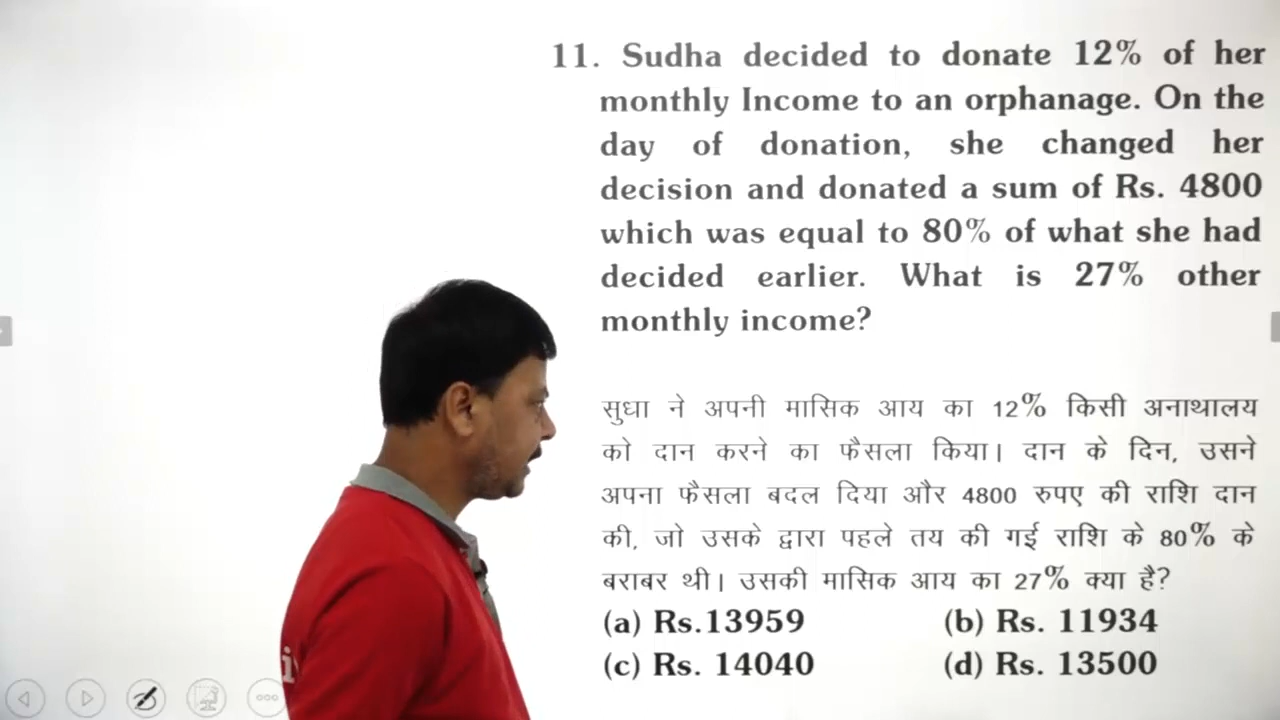 11. Sudha decided to donate 12% of her
monthly Income to an orphanage. On the
day of donation, she changed her
decision and donated a sum of Rs. 4800
which was equal to 80% of what she had
decided earlier. What is 27% other
monthly income?
सुधा ने अपनी मासिक आय का 12% किसी अनाथालय
को दान करने का फैसला किया। दान के दिन, उसने
अपना फैसला बदल दिया और 4800 रुपए की राशि दान
की, जो उसके द्वारा पहले तय की गई राशि के 80% के
बराबर थी। उसकी मासिक आय का 27% क्या है?
(a) Rs.13959 (b) Rs. 11934
(c) Rs. 14040 (d) Rs. 13500